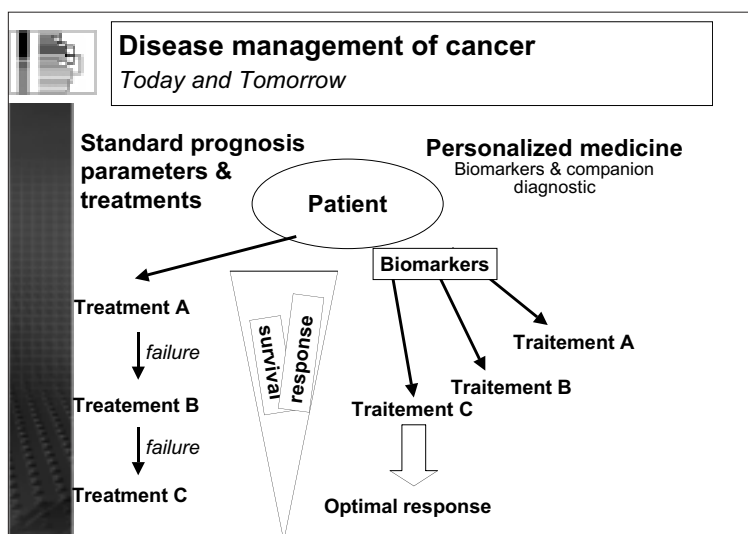 Disease management of cancer
Today and Tomorrow
Standard prognosis
parameters &
treatments
Personalized medicine
Biomarkers & companion
diagnostic
Patient
Biomarkers
Treatment A
failure
Treatement B
failure
Treatment C
survival
response
Traitement A
Traitement B
Traitement C
Optimal response